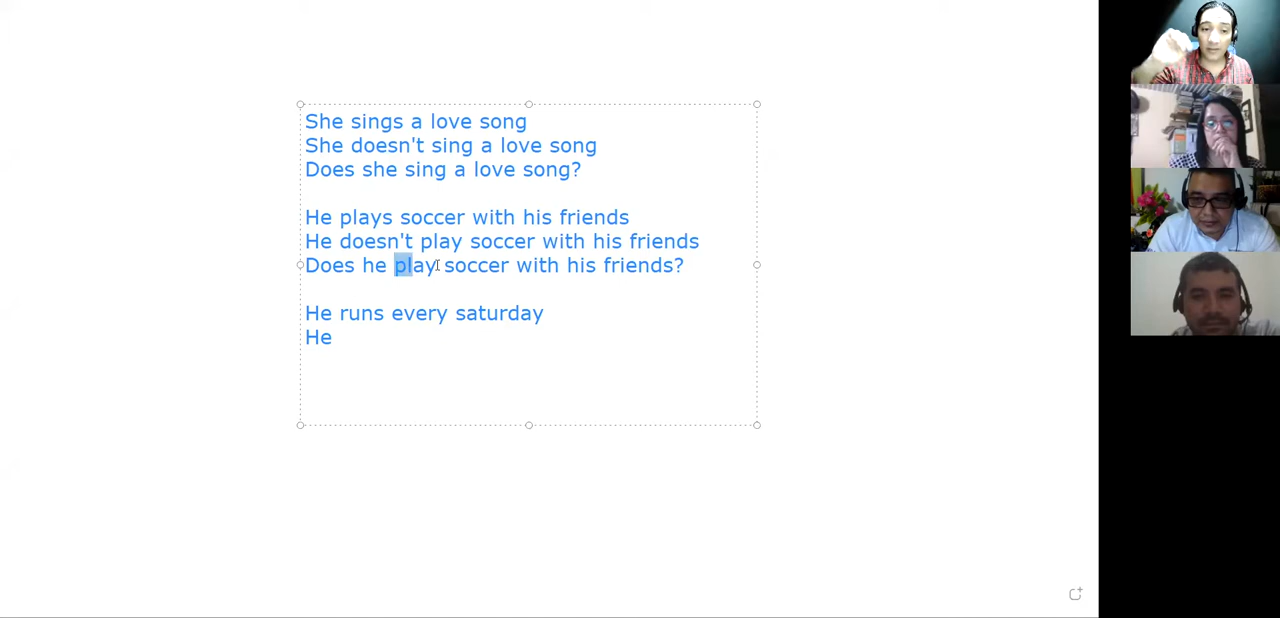 She sings a love song
She doesn't sing a love song
Does she sing a love song?
He plays soccer with his friends
He doesn't play soccer with his friends
Does he play soccer with his friends?
He runs every saturday
He